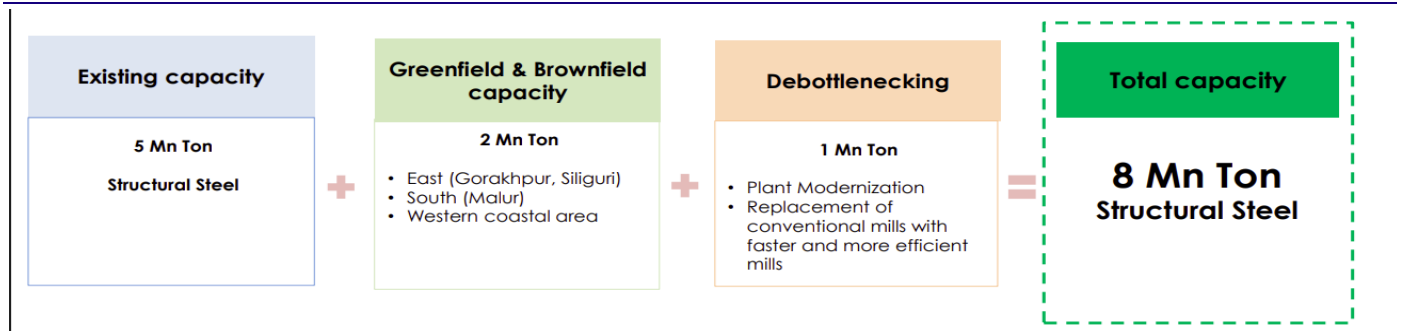 Existing capacity
5 Mn Ton
Structural Steel
+
Greenfield & Brownfield
capacity
2 Mn Ton
• East (Gorakhpur, Siliguri)
• South (Malur)
• Western coastal area
+
Debottlenecking
1 Mn Ton
• Plant Modernization
• Replacement of
conventional mills with
faster and more efficient
mills
=
Total capacity
8 Mn Ton
Structural Steel